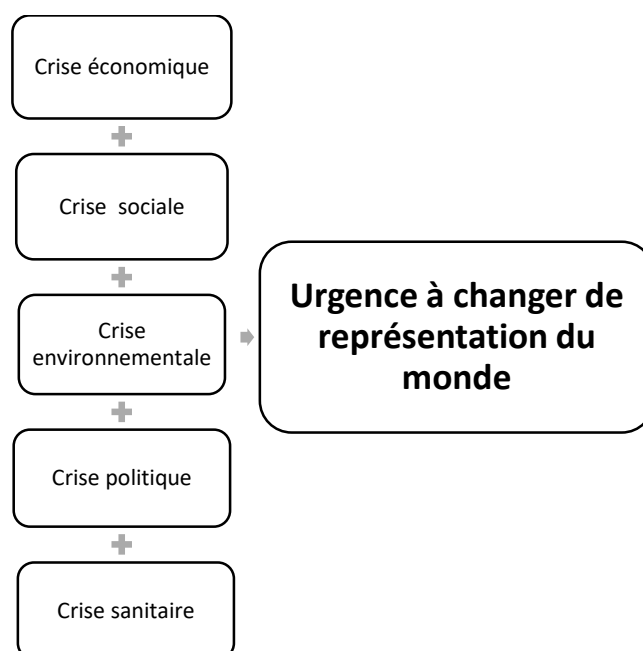 Crise économique
Crise sociale
Crise
environnementale
Urgence à changer de
représentation du
monde
Crise politique
Crise sanitaire